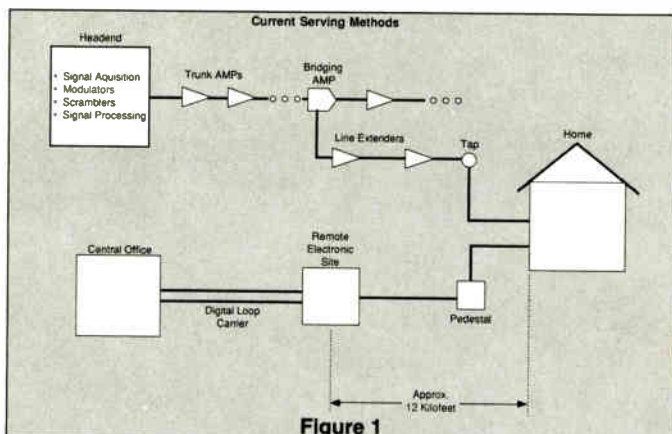 Current Serving Methods
Headend
• Signal Aquisition
• Modulators
• Scramblers
• Signal Processing
Trunk AMPs
Bridging
AMP
Line Extenders
Tap
Home
Central Office
Digital Loop
Carrier
Remote
Electronic
Site
Pedestal
Approx.
12 Kilofeet
Figure 1